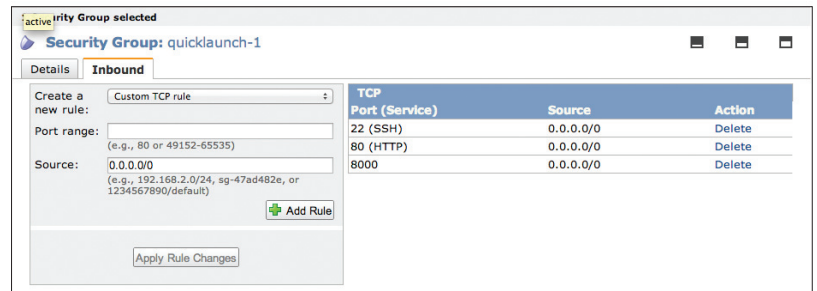 active
rity Group selected
Security Group: quicklaunch-1
Details Inbound
Create a new rule: Custom TCP rule
Port range:
(e.g., 80 or 49152-65535)
Source: 0.0.0.0/0
(e.g., 192.168.2.0/24, sg-47ad482e, or
1234567890/default)
Add Rule
Apply Rule Changes
TCP
Port (Service) Source Action
22 (SSH) 0.0.0.0/0 Delete
80 (HTTP) 0.0.0.0/0 Delete
8000 0.0.0.0/0 Delete